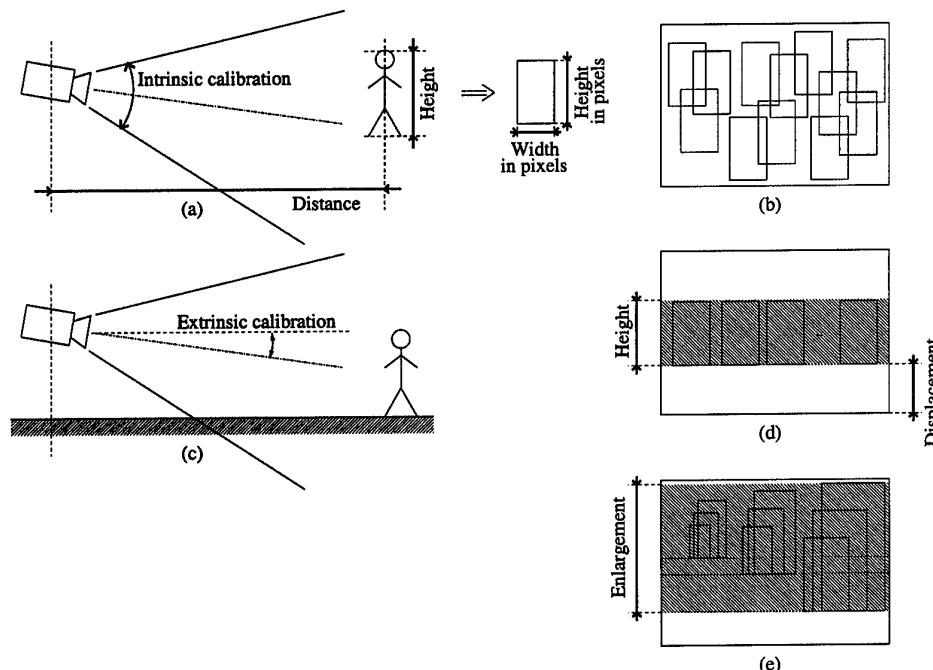 Intrinsic calibration
Height
Height
in pixels
Width
in pixels
Distance
(a)
(b)
Extrinsic calibration
(c)
Height
Displacement
(d)
Enlargement
(e)